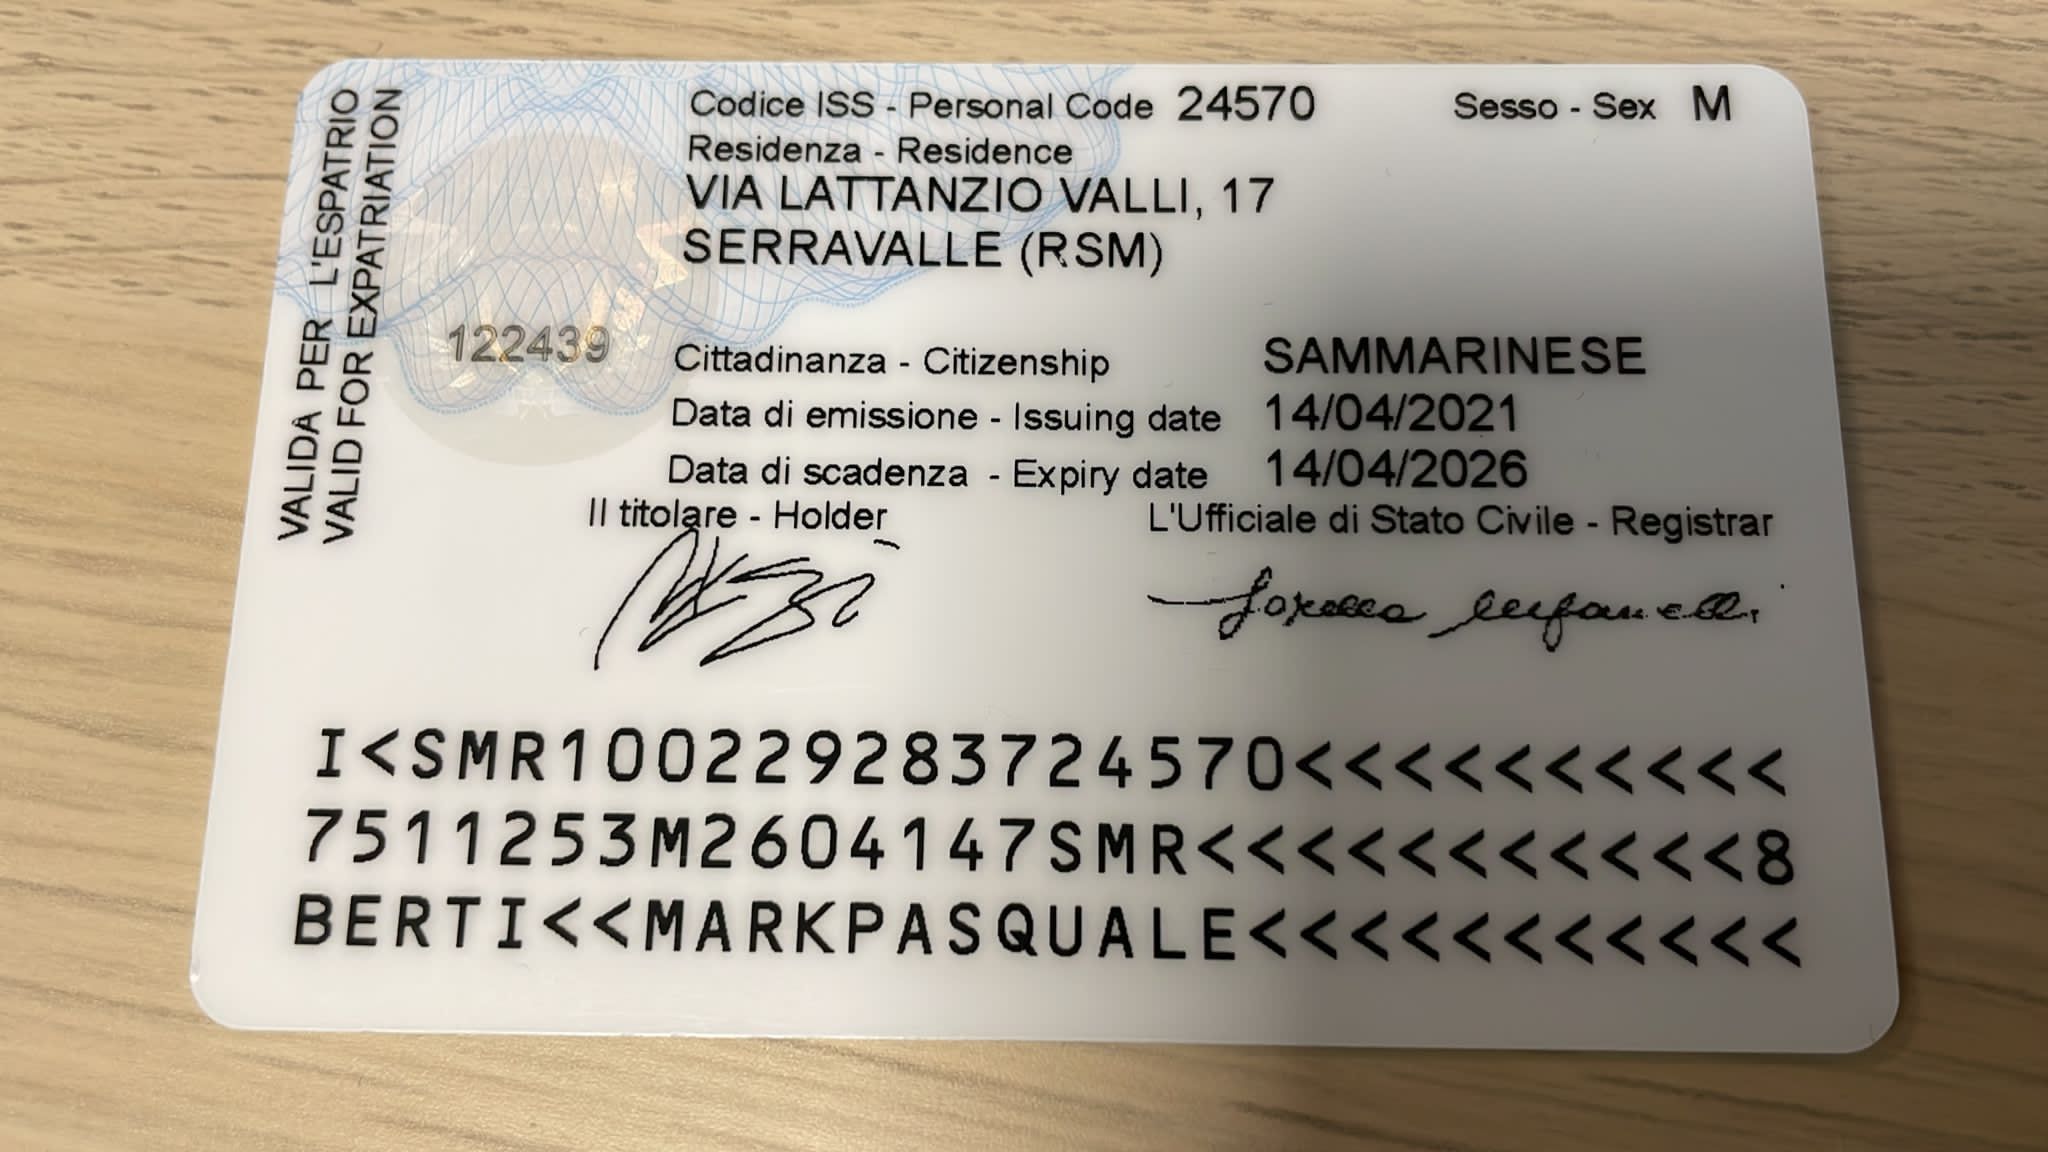 VALIDA PER L'ESPATRIO
VALID FOR EXPATRIATION
Codice ISS - Personal Code 24570 Sesso - Sex M
Residenza - Residence
VIA LATTANZIO VALLI, 17
SERRAVALLE (RSM)
122439
Cittadinanza - Citizenship SAMMARINESE
Data di emissione - Issuing date 14/04/2021
Data di scadenza - Expiry date 14/04/2026
Il titolare - Holder L'Ufficiale di Stato Civile - Registrar
I<SMR100229283724570<<<<<<<<<<
7511253M2604147SMR<<<<<<<<<<<8
BERTI<<MARKPASQUALE<<<<<<<<<<<